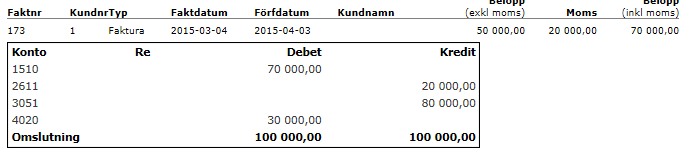 Belopp Belopp
Faktnr KundnrTyp Faktdatum Förfdatum Kundnamn (exkl moms) Moms (inkl moms)
173 1 Faktura 2015-03-04 2015-04-03 50 000,00 20 000,00 70 000,00
Konto Re Debet Kredit
1510 70 000,00
2611 20 000,00
3051 80 000,00
4020 30 000,00
Omslutning 100 000,00 100 000,00